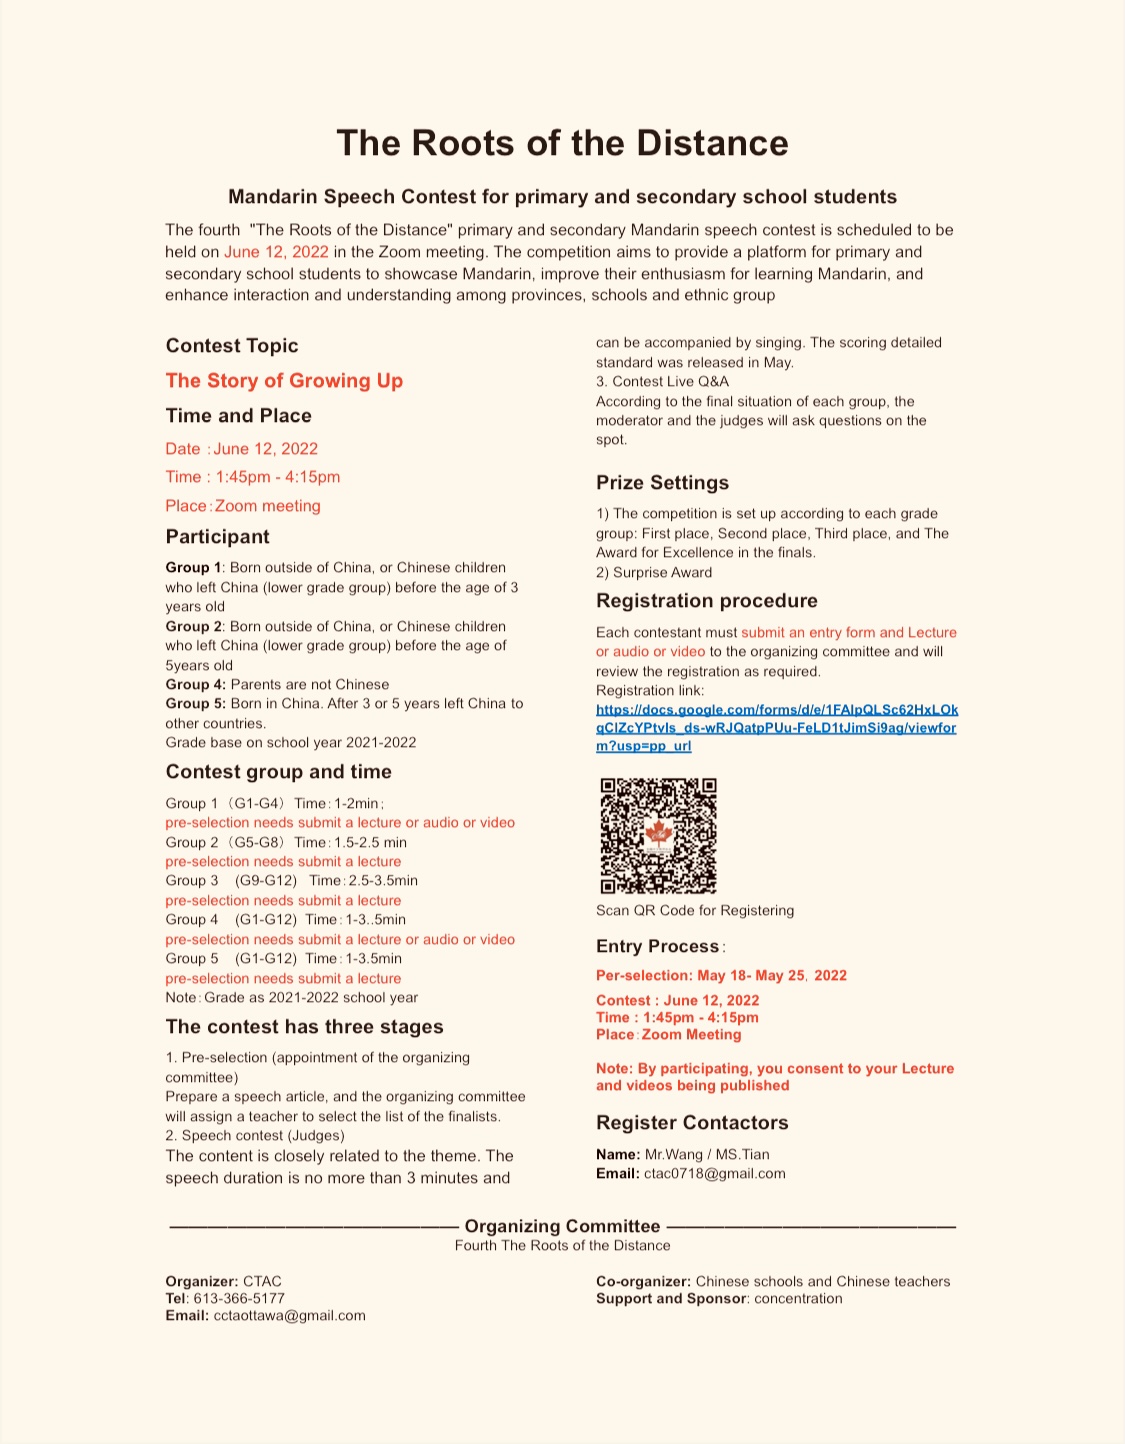 The Roots of the Distance
Mandarin Speech Contest for primary and secondary school students
The fourth "The Roots of the Distance" primary and secondary Mandarin speech contest is scheduled to be
held on June 12, 2022 in the Zoom meeting. The competition aims to provide a platform for primary and
secondary school students to showcase Mandarin, improve their enthusiasm for learning Mandarin, and
enhance interaction and understanding among provinces, schools and ethnic group
Contest Topic
The Story of Growing Up
Time and Place
Date：June 12, 2022
Time : 1:45pm - 4:15pm
Place：Zoom meeting
Participant
Group 1: Born outside of China, or Chinese children
who left China (lower grade group) before the age of 3
years old
Group 2: Born outside of China, or Chinese children
who left China (lower grade group) before the age of
5years old
Group 4: Parents are not Chinese
Group 5: Born in China. After 3 or 5 years left China to
other countries.
Grade base on school year 2021-2022
Contest group and time
Group 1（G1-G4）Time：1-2min；
pre-selection needs submit a lecture or audio or video
Group 2（G5-G8）Time：1.5-2.5 min
pre-selection needs submit a lecture
Group 3 (G9-G12) Time：2.5-3.5min
pre-selection needs submit a lecture
Group 4 (G1-G12) Time：1-3..5min
pre-selection needs submit a lecture or audio or video
Group 5 (G1-G12) Time：1-3.5min
pre-selection needs submit a lecture
Note：Grade as 2021-2022 school year
The contest has three stages
1. Pre-selection (appointment of the organizing
committee)
Prepare a speech article, and the organizing committee
will assign a teacher to select the list of the finalists.
2. Speech contest (Judges)
The content is closely related to the theme. The
speech duration is no more than 3 minutes and
can be accompanied by singing. The scoring detailed
standard was released in May.
3. Contest Live Q&A
According to the final situation of each group, the
moderator and the judges will ask questions on the
spot.
Prize Settings
1) The competition is set up according to each grade
group: First place, Second place, Third place, and The
Award for Excellence in the finals.
2) Surprise Award
Registration procedure
Each contestant must submit an entry form and Lecture
or audio or video to the organizing committee and will
review the registration as required.
Registration link:
https://docs.google.com/forms/d/e/1FAIpQLSc62HxLOk
qClZcYPtvls_ds-wRJQatpPUu-FeLD1tJimSi9ag/viewfor
m?usp=pp_url
Scan QR Code for Registering
Entry Process：
Per-selection: May 18- May 25, 2022
Contest : June 12, 2022
Time : 1:45pm - 4:15pm
Place：Zoom Meeting
Note: By participating, you consent to your Lecture
and videos being published
Register Contactors
Name: Mr.Wang / MS.Tian
Email: ctac0718@gmail.com
Organizing Committee
Fourth The Roots of the Distance
Organizer: CTAC
Tel: 613-366-5177
Email: cctaottawa@gmail.com
Co-organizer: Chinese schools and Chinese teachers
Support and Sponsor: concentration